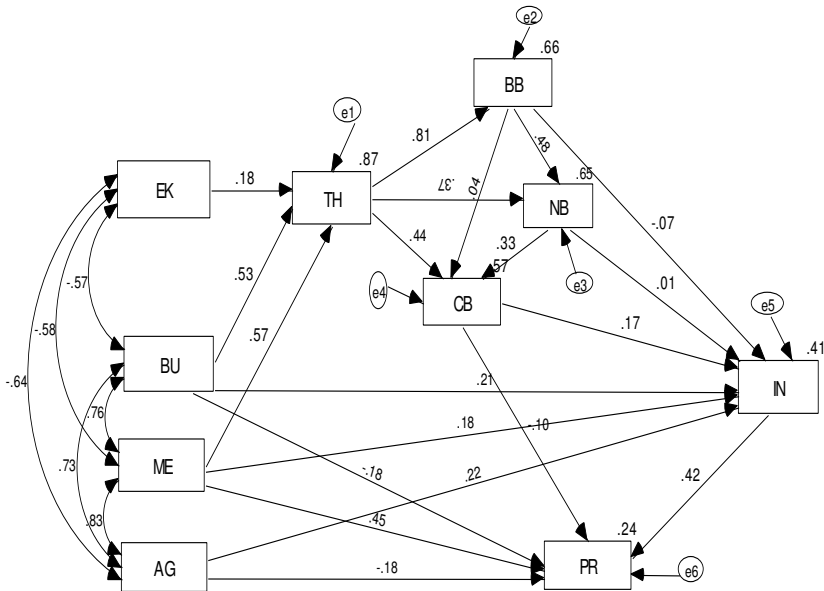 e2
.66
BB
e1
.81
.87
.48
EK
.18
TH
.37
.04
.65
NB
-.07
.44
.33
.57
e3
-.57
.53
e4
CB
.01
e5
-.58
.57
.17
.41
BU
-.64
.21
IN
.76
.18
-.10
ME
.73
-.18
.22
.42
.83
.45
.24
AG
-.18
PR
e6